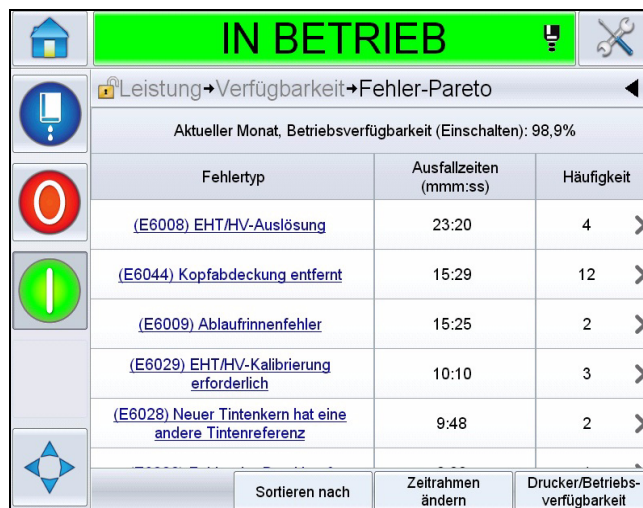 IN BETRIEB
Leistung→Verfügbarkeit→Fehler-Pareto
Aktueller Monat, Betriebsverfügbarkeit (Einschalten): 98,9%
Fehlertyp
Ausfallzeiten
(mmm:ss)
Häufigkeit
(E6008) EHT/HV-Auslösung 23:20 4
(E6044) Kopfabdeckung entfernt 15:29 12
(E6009) Ablaufrinnenfehler 15:25 2
(E6029) EHT/HV-Kalibrierung
erforderlich
10:10 3
(E6028) Neuer Tintenkern hat eine
andere Tintenreferenz
9:48 2
Sortieren nach
Zeitrahmen
ändern
Drucker/Betriebs-
verfügbarkeit